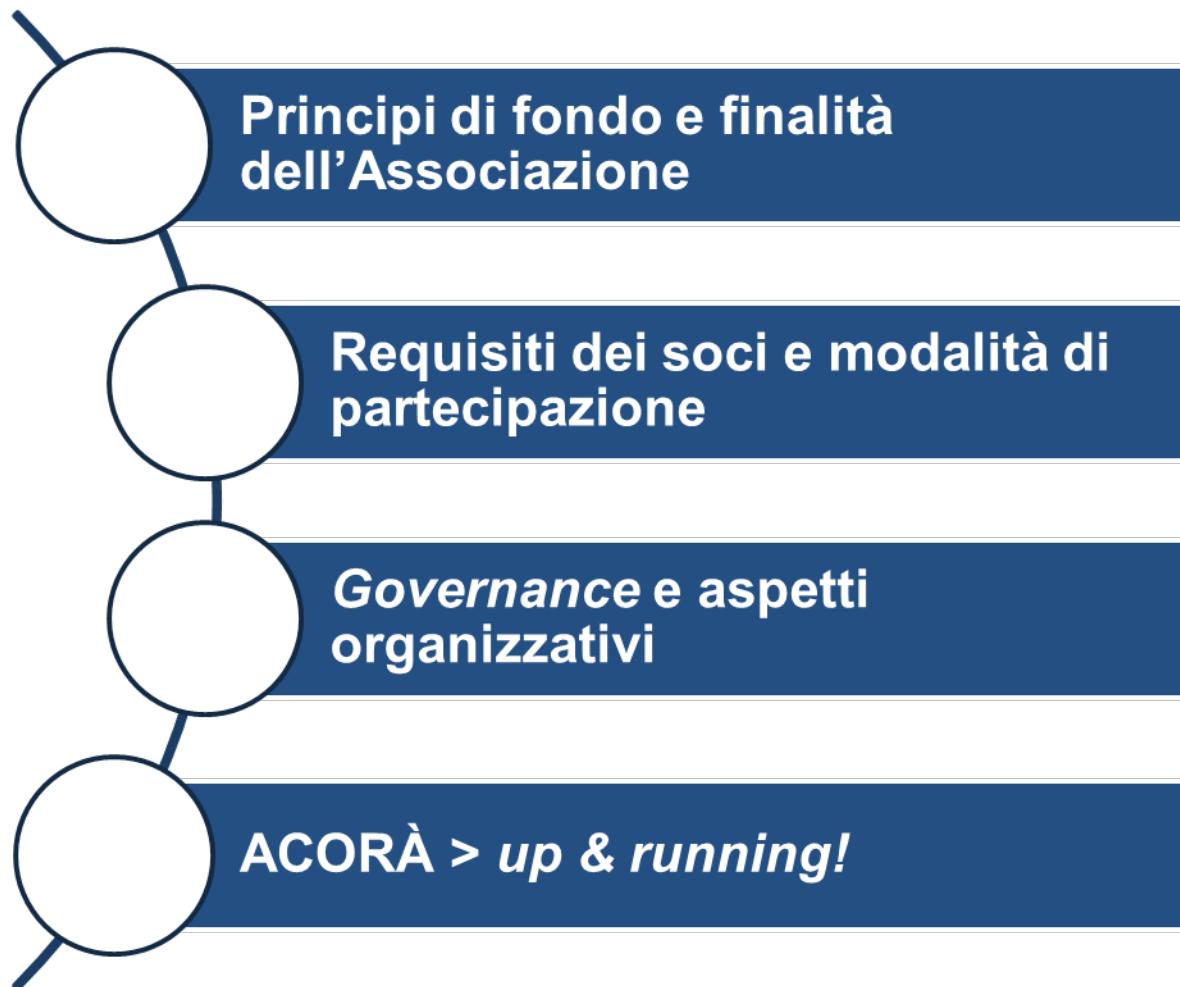 Principi di fondo e finalità
dell’Associazione
Requisiti dei soci e modalità di
partecipazione
Governance e aspetti
organizzativi
ACORÀ > up & running!